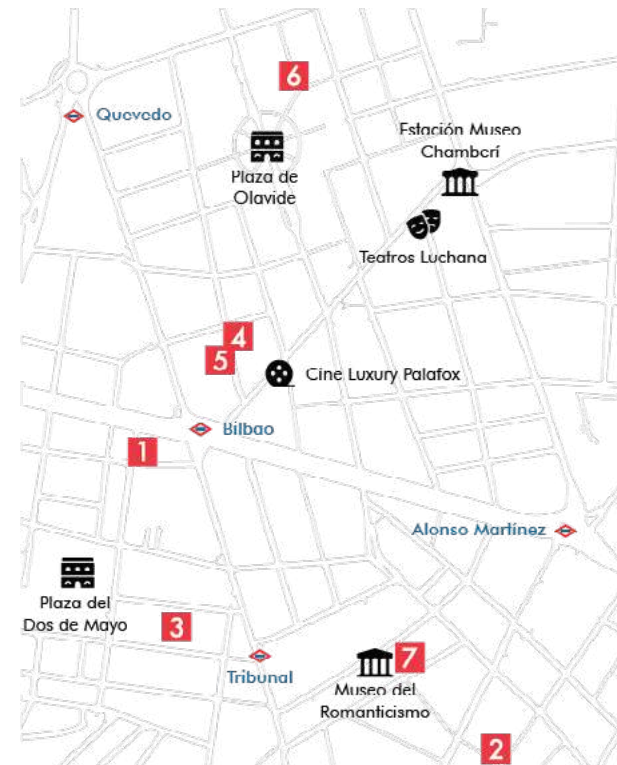 6
Quevedo
Estación Museo
Chamberí
Plaza de
Olavide
Teatros Luchana
4
5
Cine Luxury Palafox
Bilbao
1
Alonso Martínez
Plaza del
Dos de Mayo
3
Tribunal
7
Museo del
Romanticismo
2